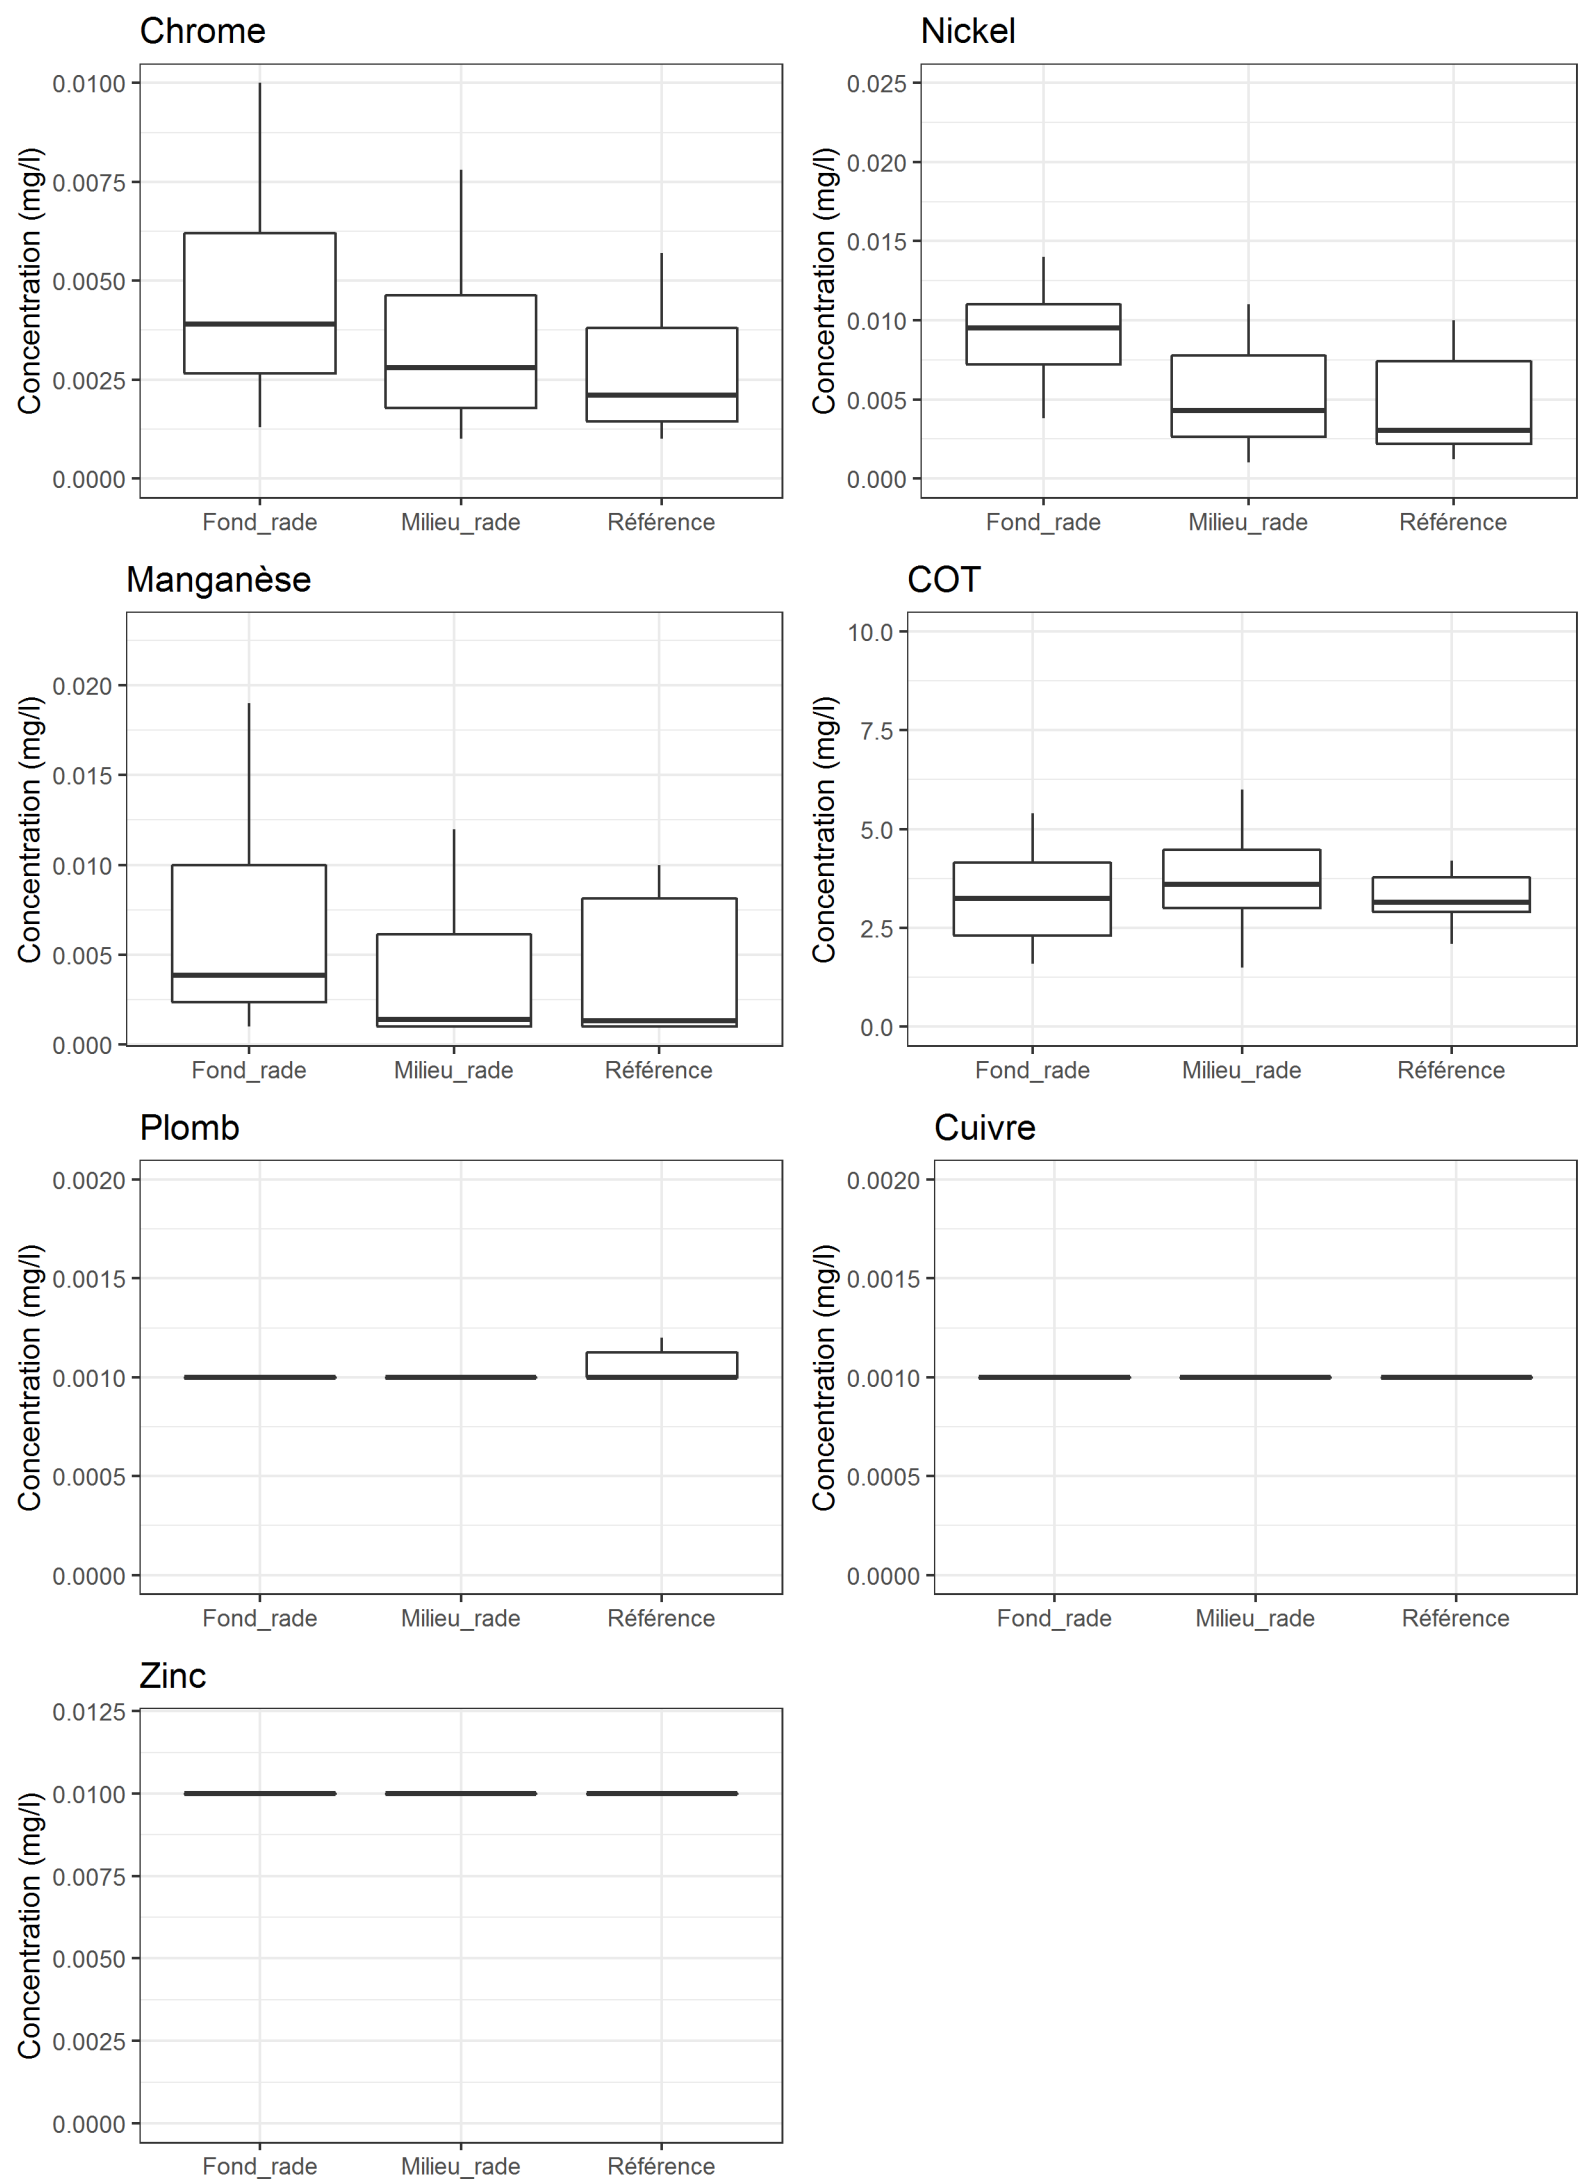 Chrome
Concentration (mg/l)
0.0100
0.0075
0.0050
0.0025
0.0000
Fond_rade Milieu_rade Référence
Nickel
Concentration (mg/l)
0.025
0.020
0.015
0.010
0.005
0.000
Fond_rade Milieu_rade Référence
Manganèse
Concentration (mg/l)
0.020
0.015
0.010
0.005
0.000
Fond_rade Milieu_rade Référence
COT
Concentration (mg/l)
10.0
7.5
5.0
2.5
0.0
Fond_rade Milieu_rade Référence
Plomb
Concentration (mg/l)
0.0020
0.0015
0.0010
0.0005
0.0000
Fond_rade Milieu_rade Référence
Cuivre
Concentration (mg/l)
0.0020
0.0015
0.0010
0.0005
0.0000
Fond_rade Milieu_rade Référence
Zinc
Concentration (mg/l)
0.0125
0.0100
0.0075
0.0050
0.0025
0.0000
Fond_rade Milieu_rade Référence